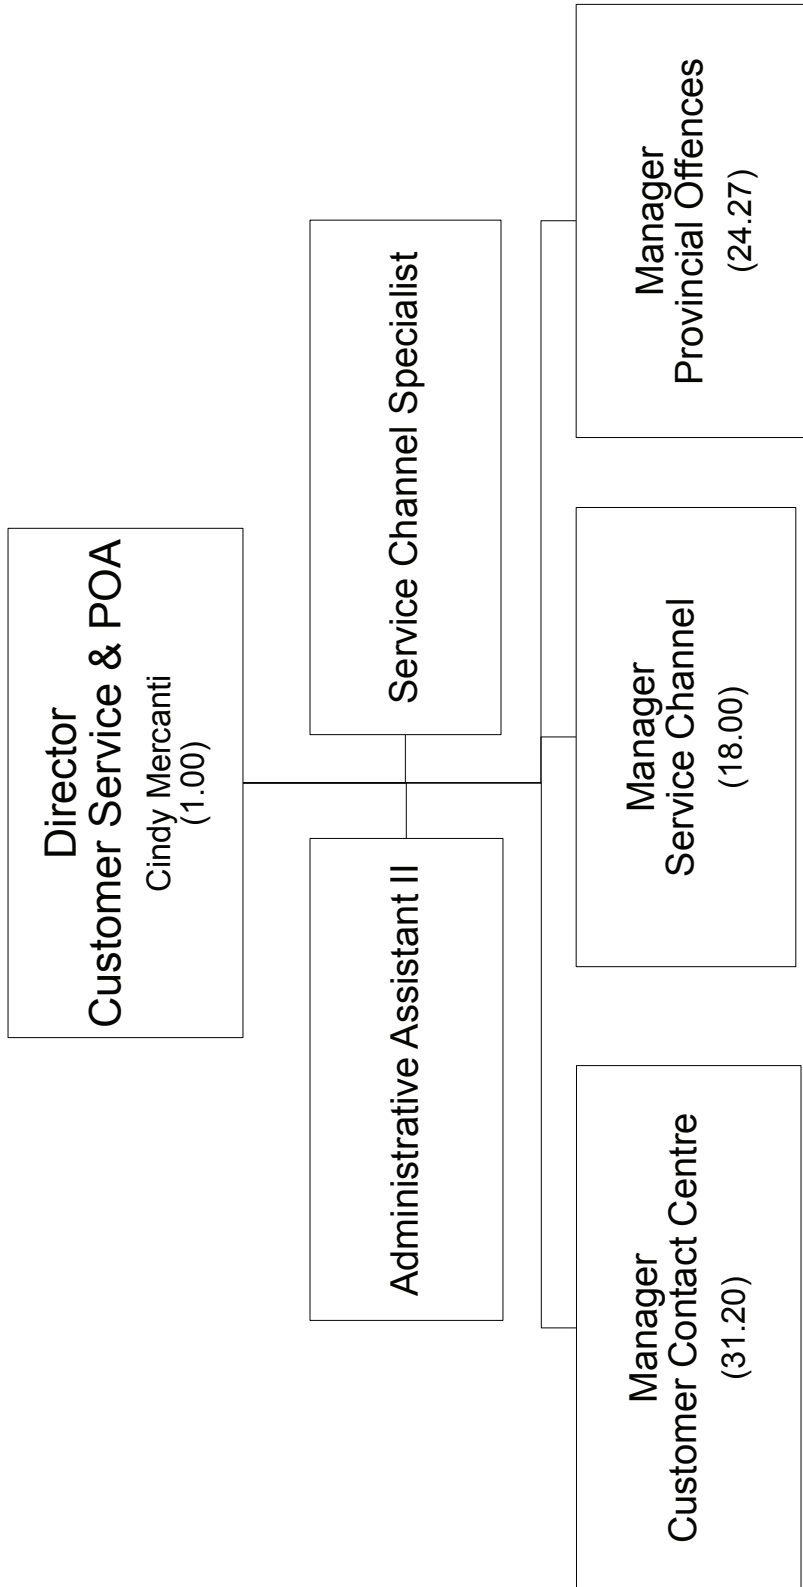 Director
Customer Service & POA
Cindy Mercanti
(1.00)
Administrative Assistant II
Service Channel Specialist
Manager
Customer Contact Centre
(31.20)
Manager
Service Channel
(18.00)
Manager
Provincial Offences
(24.27)